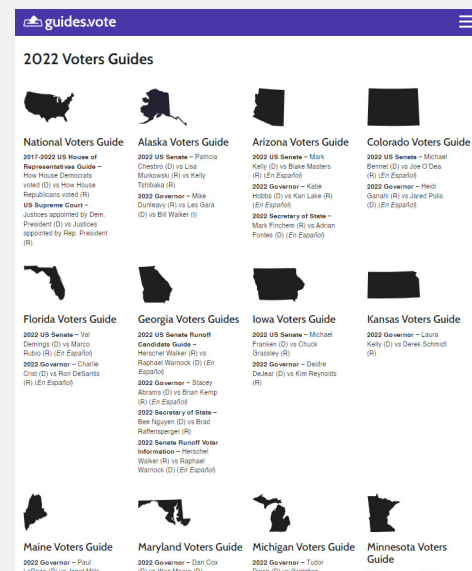 guides.vote
2022 Voters Guides
National Voters Guide
2017-2022 US House of
Representatives Guide –
How House Democrats
voted (D) vs How House
Republicans voted (R)
US Supreme Court –
Justices appointed by Dem.
President (D) vs Justices
appointed by Rep. President
(R)
Alaska Voters Guide
2022 US Senate – Patricia
Chesbro (D) vs Lisa
Murkowski (R) vs Kelly
Tshibaka (R)
2022 Governor – Mike
Dunleavy (R) vs Les Gara
(D) vs Bill Walker (I)
Arizona Voters Guide
2022 US Senate – Mark
Kelly (D) vs Blake Masters
(R) (En Español)
2022 Governor – Katie
Hobbs (D) vs Kari Lake (R)
(En Español)
2022 Secretary of State –
Mark Finchem (R) vs Adrian
Fontes (D) (En Español)
Colorado Voters Guide
2022 US Senate – Michael
Bennet (D) vs Joe O'Dea
(R) (En Español)
2022 Governor – Heidi
Ganahl (R) vs Jared Polis
(D) (En Español)
Florida Voters Guide
2022 US Senate – Val
Demings (D) vs Marco
Rubio (R) (En Español)
2022 Governor – Charlie
Crist (D) vs Ron DeSantis
(R) (En Español)
Georgia Voters Guides
2022 US Senate Runoff
Candidate Guide –
Herschel Walker (R) vs
Raphael Warnock (D) (En
Español)
2022 Governor – Stacey
Abrams (D) vs Brian Kemp
(R) (En Español)
2022 Secretary of State –
Bee Nguyen (D) vs Brad
Raffensperger (R)
2022 Senate Runoff Voter
Information – Herschel
Walker (R) vs Raphael
Warnock (D) (En Español)
Iowa Voters Guide
2022 US Senate – Michael
Franken (D) vs Chuck
Grassley (R)
2022 Governor – Deidre
DeJear (D) vs Kim Reynolds
(R)
Kansas Voters Guide
2022 Governor – Laura
Kelly (D) vs Derek Schmidt
(R)
Maine Voters Guide
2022 Governor – Paul
Maryland Voters Guide
2022 Governor – Dan Cox
Michigan Voters Guide
2022 Governor – Tudor
Minnesota Voters
Guide